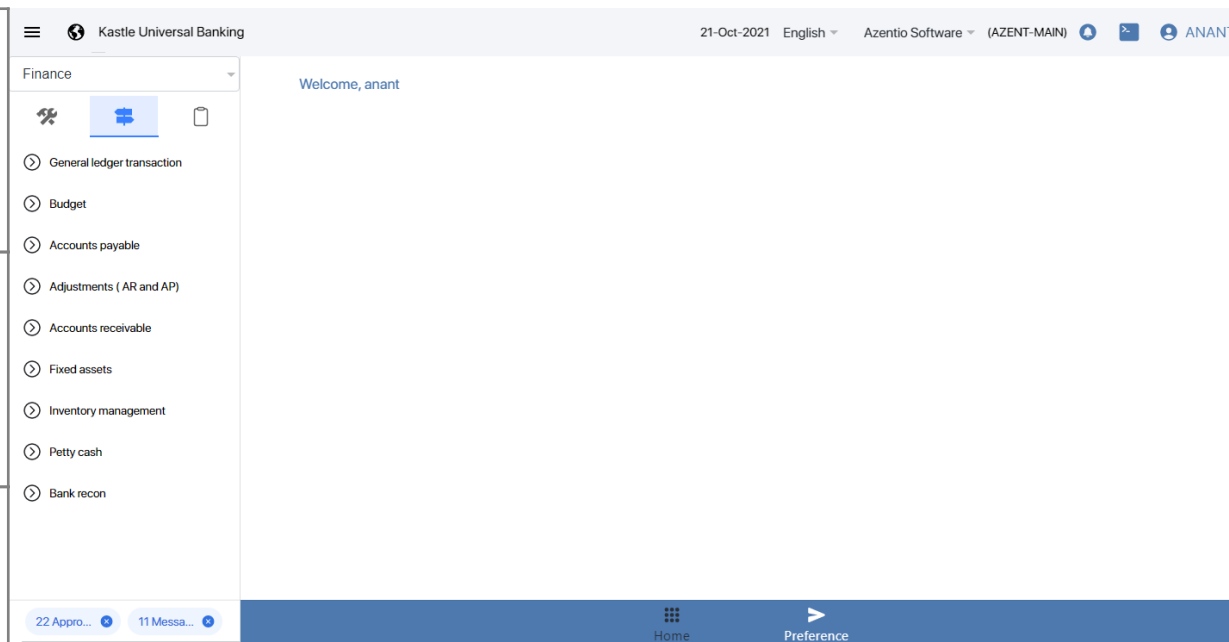 Kastle Universal Banking
21-Oct-2021 English Azentio Software (AZENT-MAIN) ANANT
Finance
Welcome, anant
General ledger transaction
Budget
Accounts payable
Adjustments ( AR and AP)
Accounts receivable
Fixed assets
Inventory management
Petty cash
Bank recon
22 Appro... 11 Messa...
Home
Preference